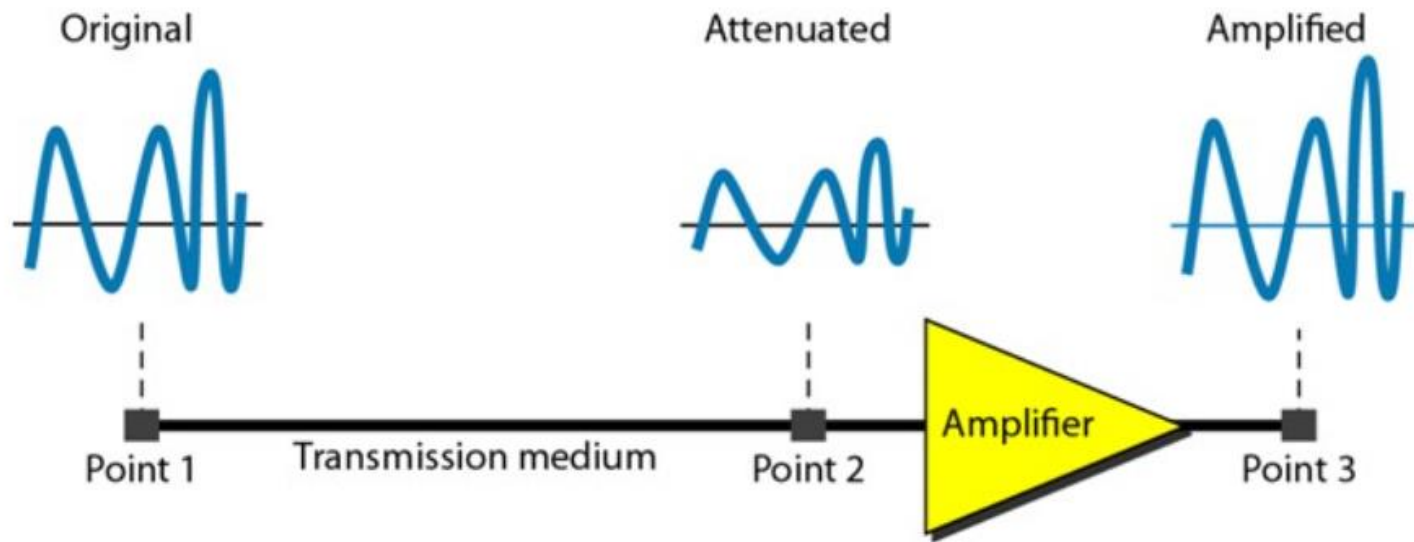 Original
Attenuated
Amplified
Amplifier
Transmission medium
Point 1
Point 2
Point 3